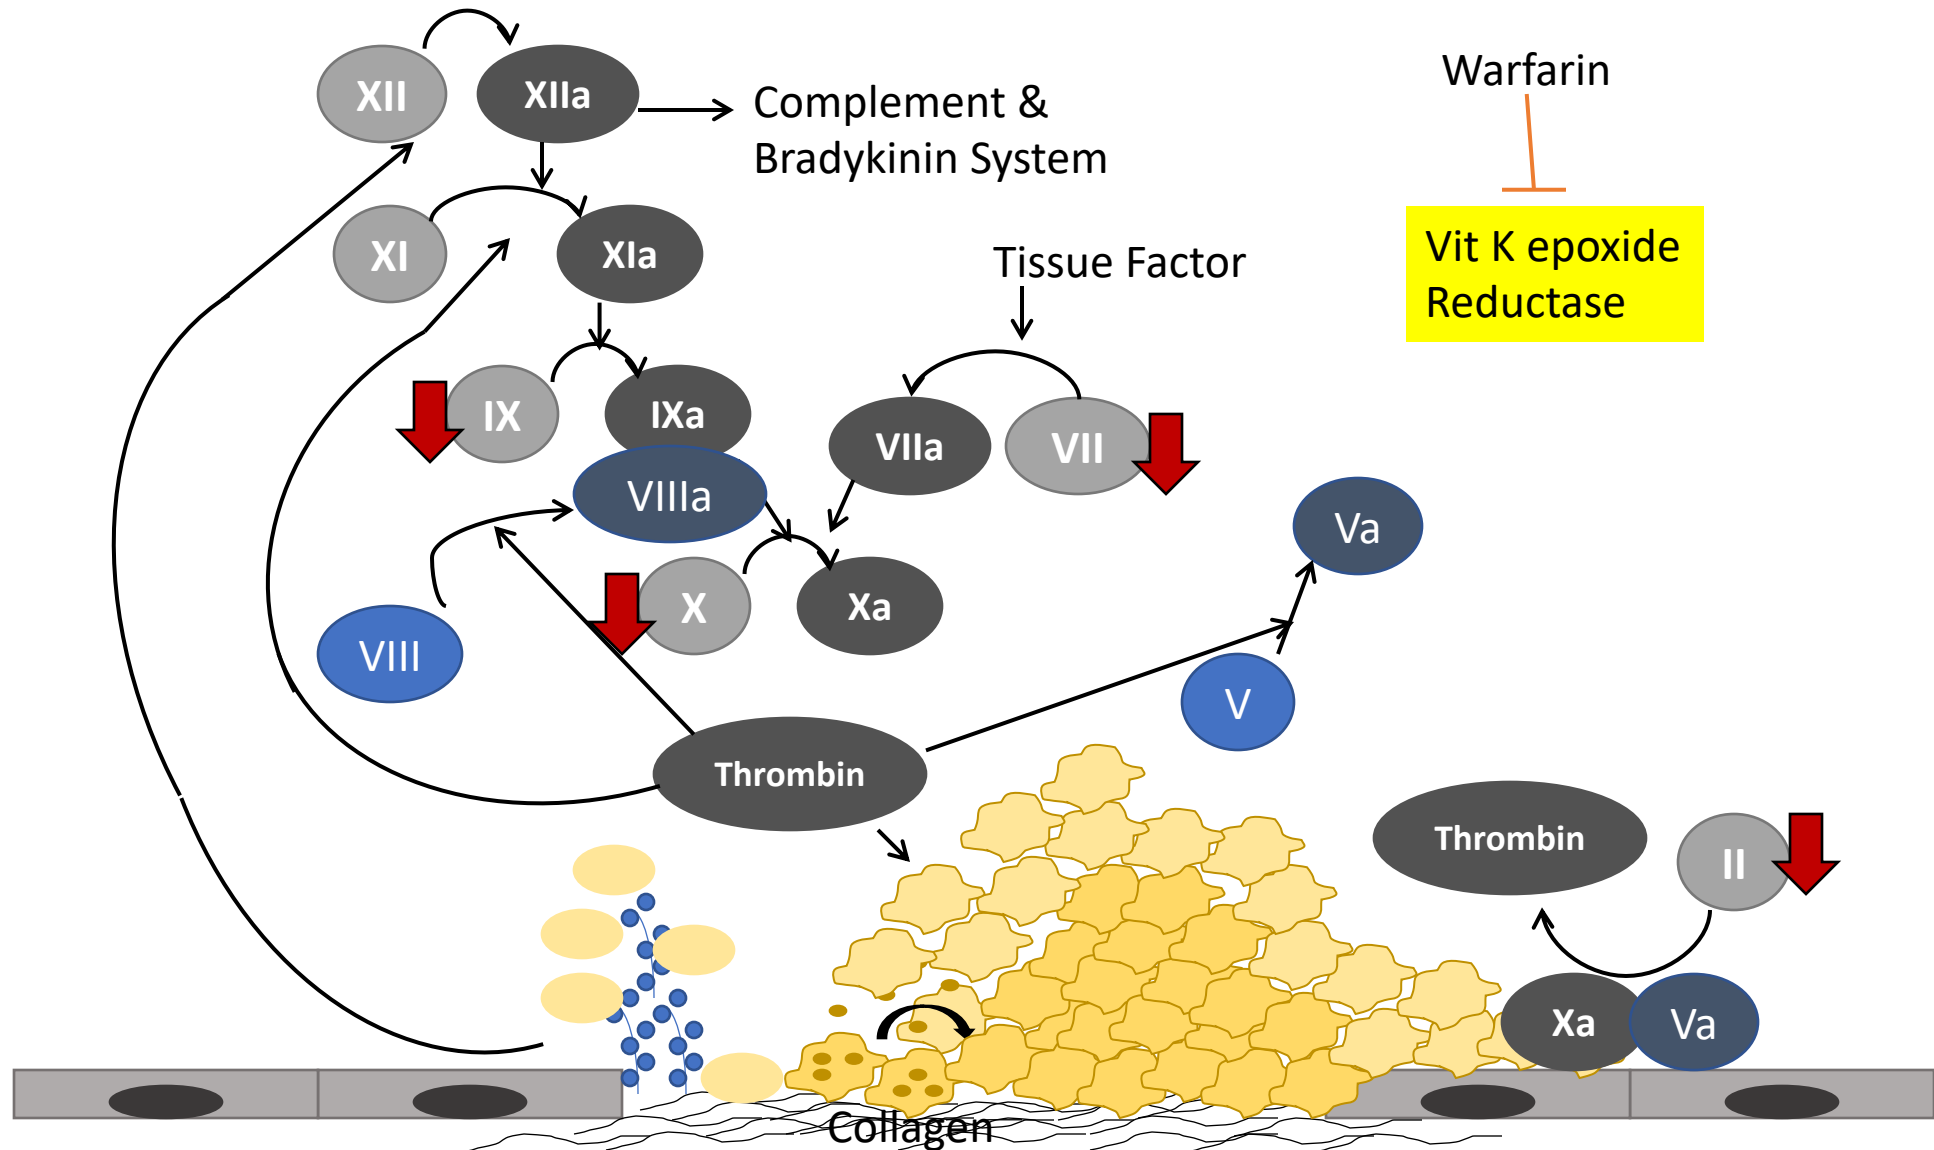 XII
XIIa
Complement &
Bradykinin System
Warfarin
XI
XIa
Tissue Factor
Vit K epoxide
Reductase
IX
IXa
VIIa
VII
VIIIa
Va
X
Xa
VIII
V
Thrombin
Thrombin
II
Xa
Va
Collagen